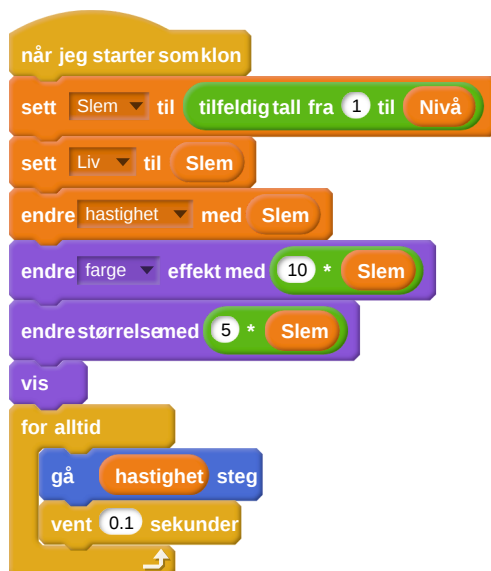 når jeg starter som klon
sett Slem til tilfeldig tall fra 1 til Nivå
sett Liv til Slem
endre hastighet med Slem
endre farge effekt med 10 * Slem
endre størrelse med 5 * Slem
vis
for alltid
gå hastighet steg
vent 0.1 sekunder